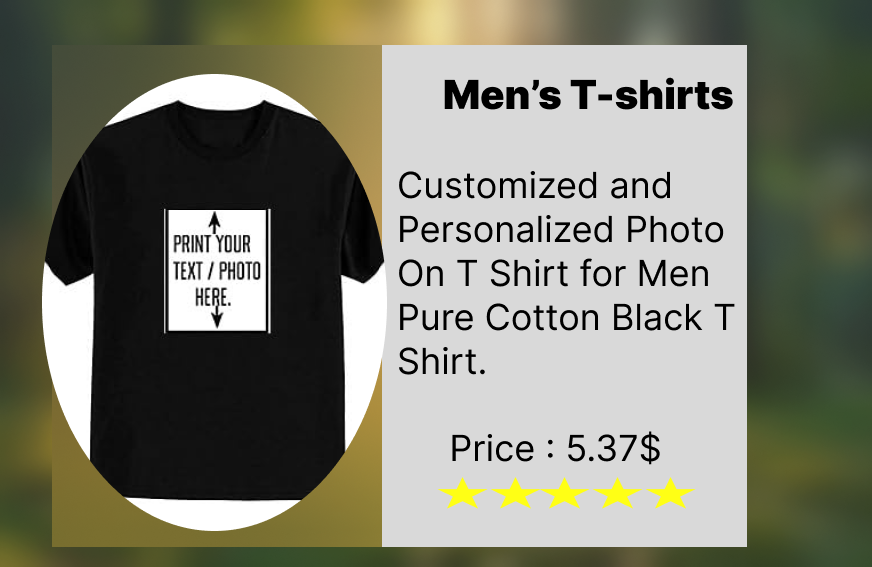 PRINT YOUR
TEXT / PHOTO
HERE.
Men’s T-shirts
Customized and
Personalized Photo
On T Shirt for Men
Pure Cotton Black T
Shirt.
Price : 5.37$